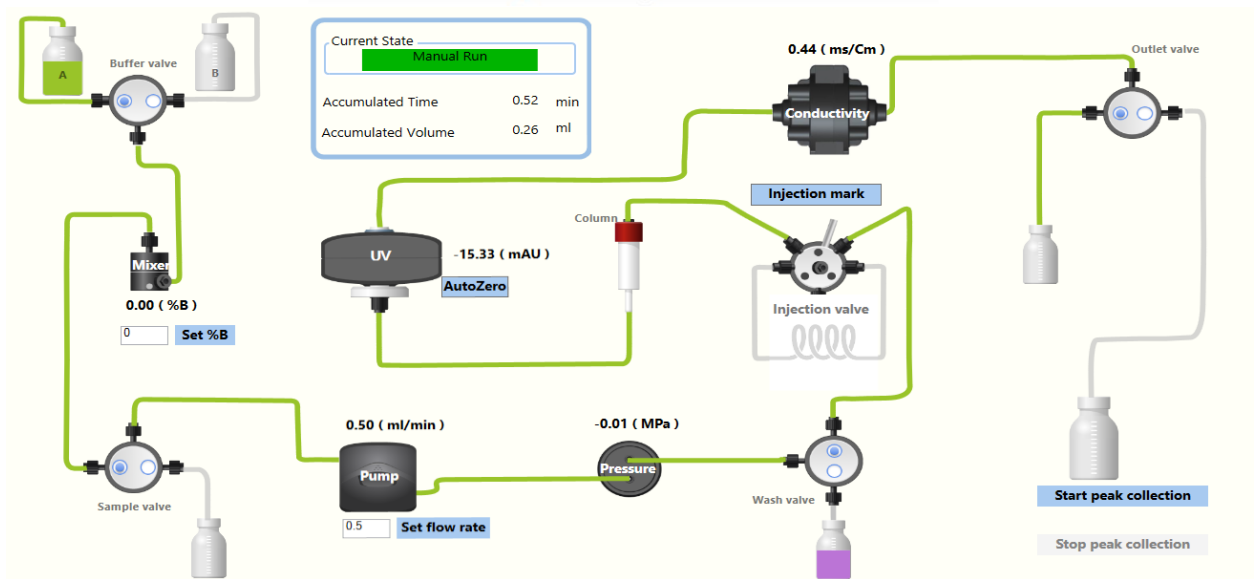 Current State
Manual Run
Accumulated Time 0.52 min
Accumulated Volume 0.26 ml
A
B
Buffer valve
Mixer
0.00 ( %B )
0
Set %B
Sample valve
UV
-15.33 ( mAU )
AutoZero
Column
0.44 ( ms/Cm )
Conductivity
Injection mark
Injection valve
Outlet valve
0.50 ( ml/min )
Pump
0.5
Set flow rate
-0.01 ( MPa )
Pressure
Wash valve
Start peak collection
Stop peak collection